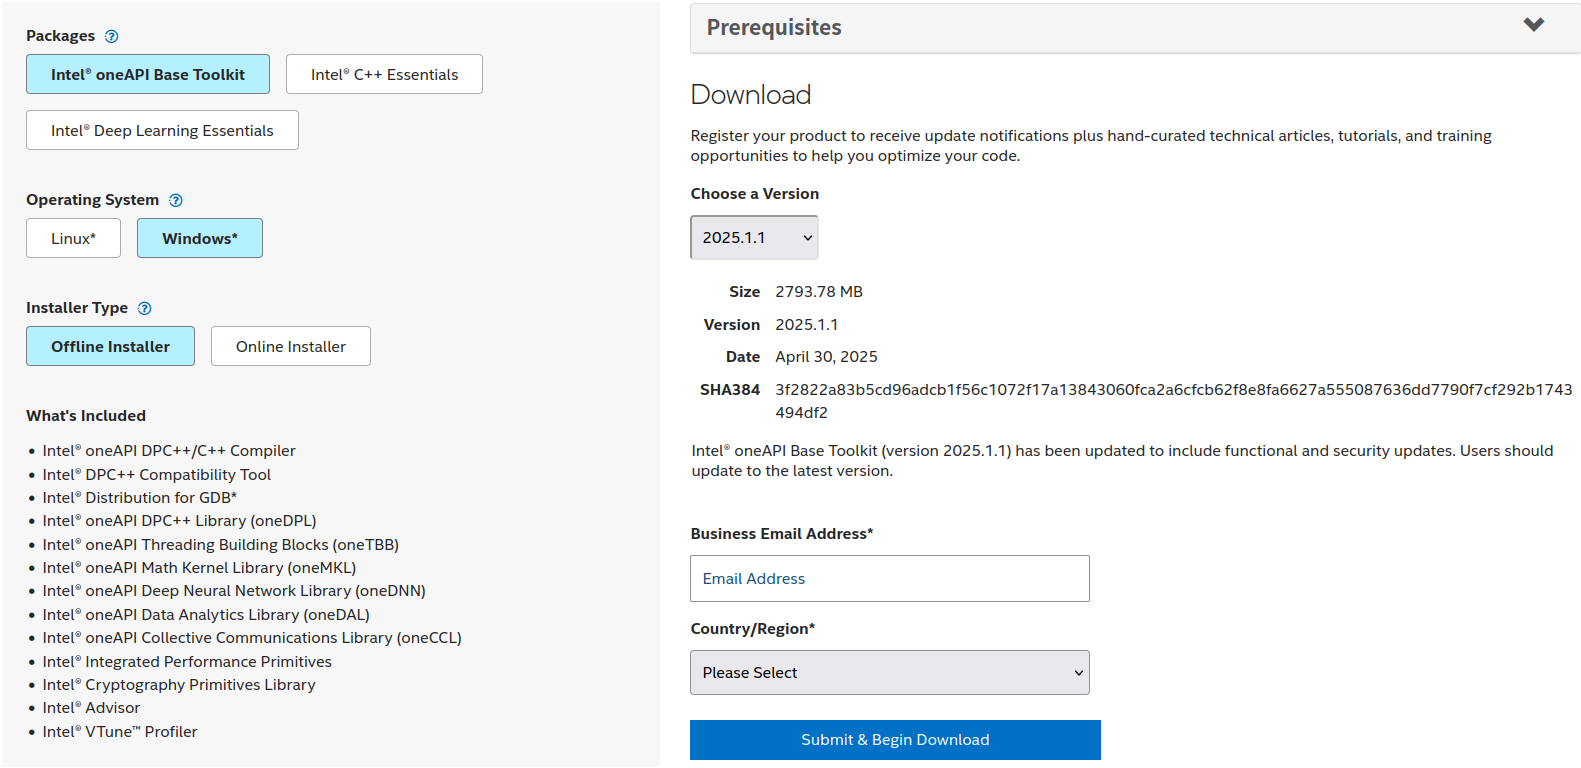 Packages
Intel® oneAPI Base Toolkit
Intel® C++ Essentials
Intel® Deep Learning Essentials
Operating System
Linux*
Windows*
Installer Type
Offline Installer
Online Installer
What's Included
• Intel® oneAPI DPC++/C++ Compiler
• Intel® DPC++ Compatibility Tool
• Intel® Distribution for GDB*
• Intel® oneAPI DPC++ Library (oneDPL)
• Intel® oneAPI Threading Building Blocks (oneTBB)
• Intel® oneAPI Math Kernel Library (oneMKL)
• Intel® oneAPI Deep Neural Network Library (oneDNN)
• Intel® oneAPI Data Analytics Library (oneDAL)
• Intel® oneAPI Collective Communications Library (oneCCL)
• Intel® Integrated Performance Primitives
• Intel® Cryptography Primitives Library
• Intel® Advisor
• Intel® VTune™ Profiler
Prerequisites
Download
Register your product to receive update notifications plus hand-curated technical articles, tutorials, and training
opportunities to help you optimize your code.
Choose a Version
2025.1.1
Size 2793.78 MB
Version 2025.1.1
Date April 30, 2025
SHA384 3f2822a83b5cd96adcb1f56c1072f17a13843060fca2a6cfcb62f8e8fa6627a555087636dd7790f7cf292b1743
494df2
Intel® oneAPI Base Toolkit (version 2025.1.1) has been updated to include functional and security updates. Users should
update to the latest version.
Business Email Address*
Email Address
Country/Region*
Please Select
Submit & Begin Download